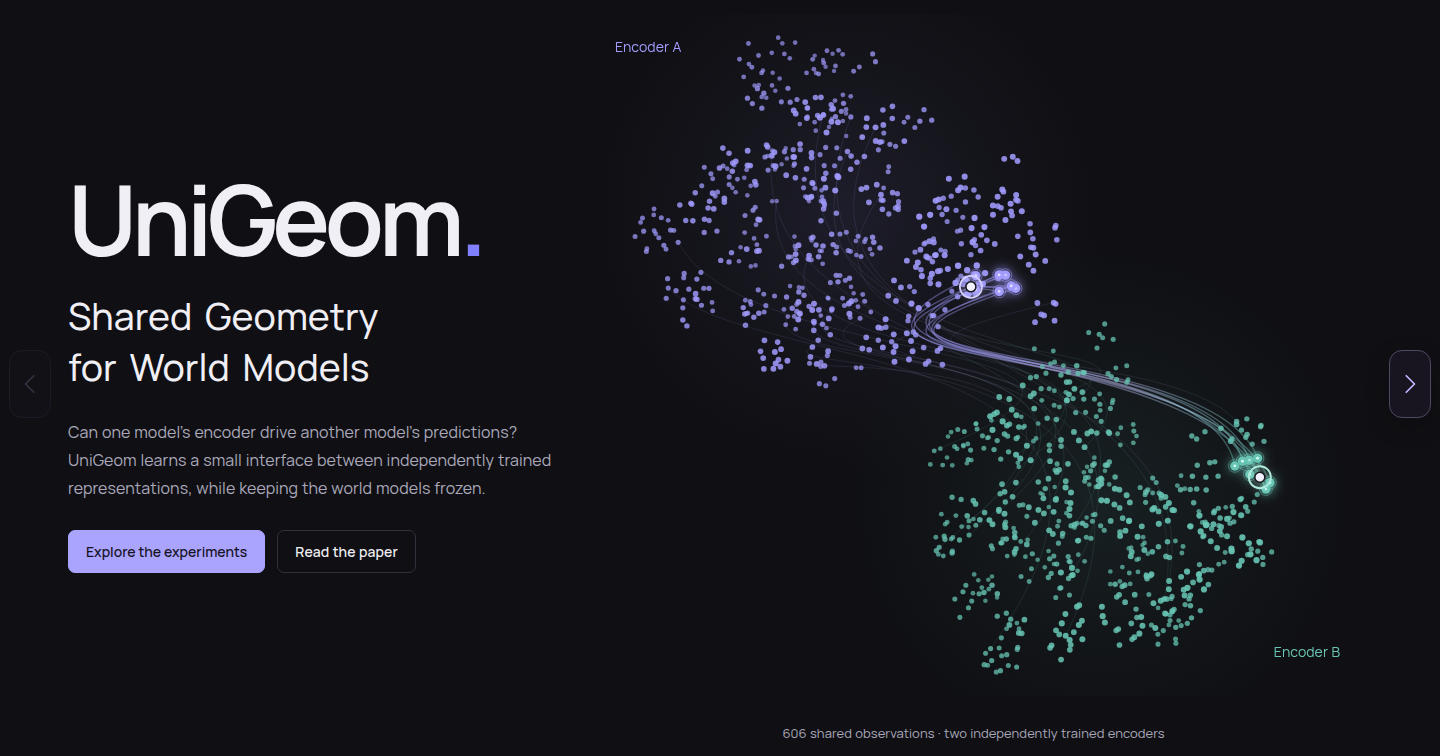 Encoder A
UniGeom.
Shared Geometry
for World Models
Can one model's encoder drive another model's predictions?
UniGeom learns a small interface between independently trained
representations, while keeping the world models frozen.
Explore the experiments
Read the paper
Encoder B
606 shared observations · two independently trained encoders